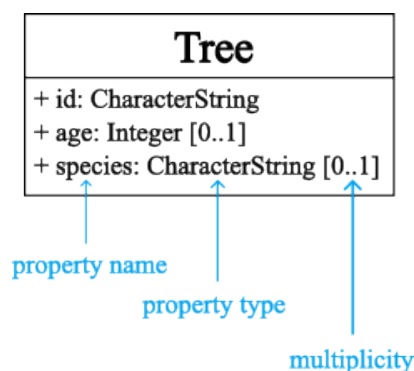 Tree
+ id: CharacterString
+ age: Integer [0..1]
+ species: CharacterString [0..1]
property name
property type
multiplicity